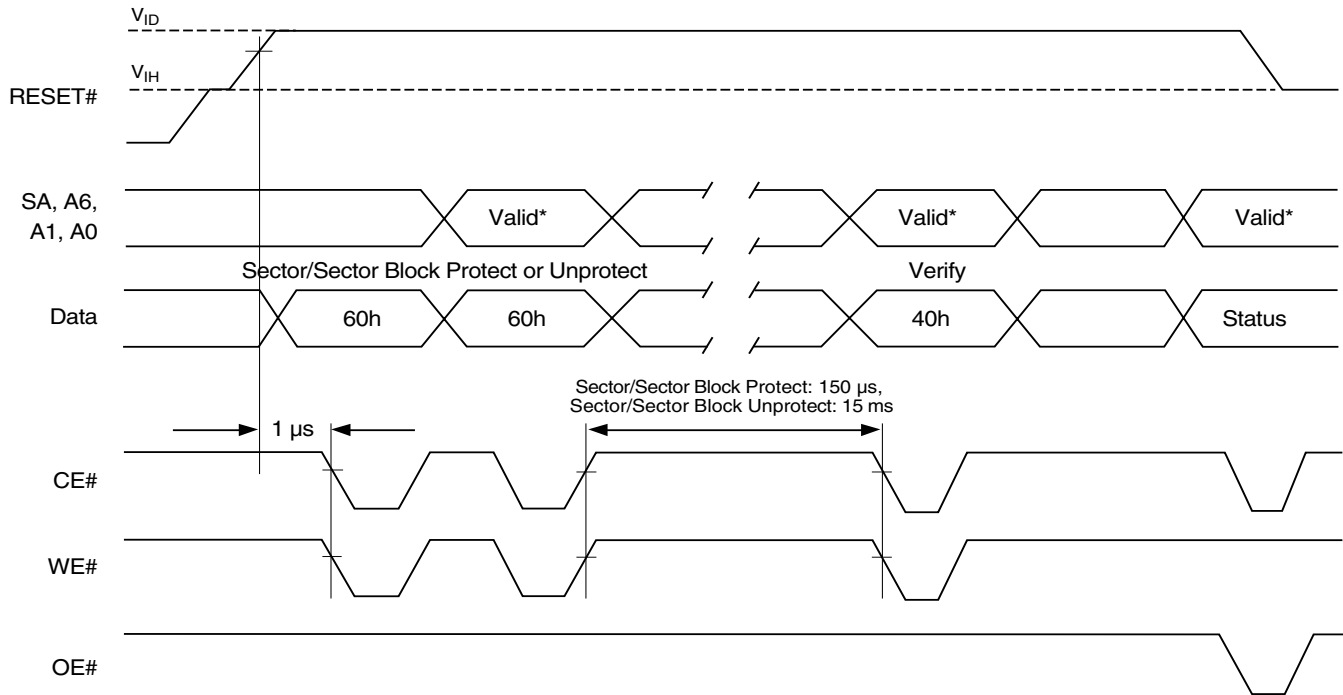 VID
VIH
RESET#
SA, A6,
A1, A0
Valid*
Valid*
Valid*
Sector/Sector Block Protect or Unprotect
Verify
Data
60h
60h
40h
Status
Sector/Sector Block Protect: 150 µs,
Sector/Sector Block Unprotect: 15 ms
1 µs
CE#
WE#
OE#